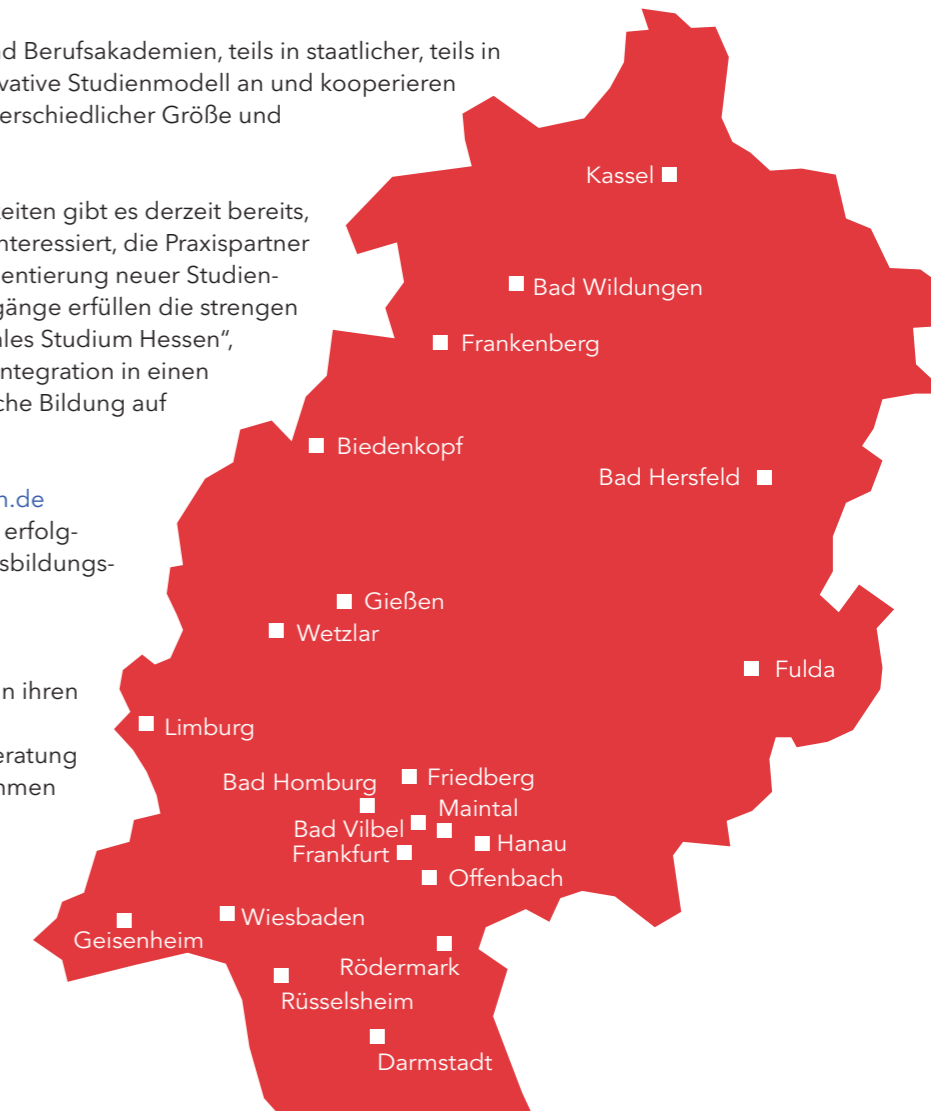 d Berufsakademien, teils in staatlicher, teils in
vative Studienmodell an und kooperieren
erschiedlicher Größe und
eiten gibt es derzeit bereits,
nteressiert, die Praxispartner
entierung neuer Studien-
gänge erfüllen die strengen
ales Studium Hessen“,
ntegration in einen
che Bildung auf
n.de
erfolg-
sbildungs-
n ihren
eratung
nmen
Kassel
Bad Wildungen
Frankenberg
Biedenkopf
Bad Hersfeld
Gießen
Wetzlar
Fulda
Limburg
Friedberg
Bad Homburg
Maintal
Bad Vilbel
Hanau
Frankfurt
Offenbach
Wiesbaden
Geisenheim
Rödermark
Rüsselsheim
Darmstadt